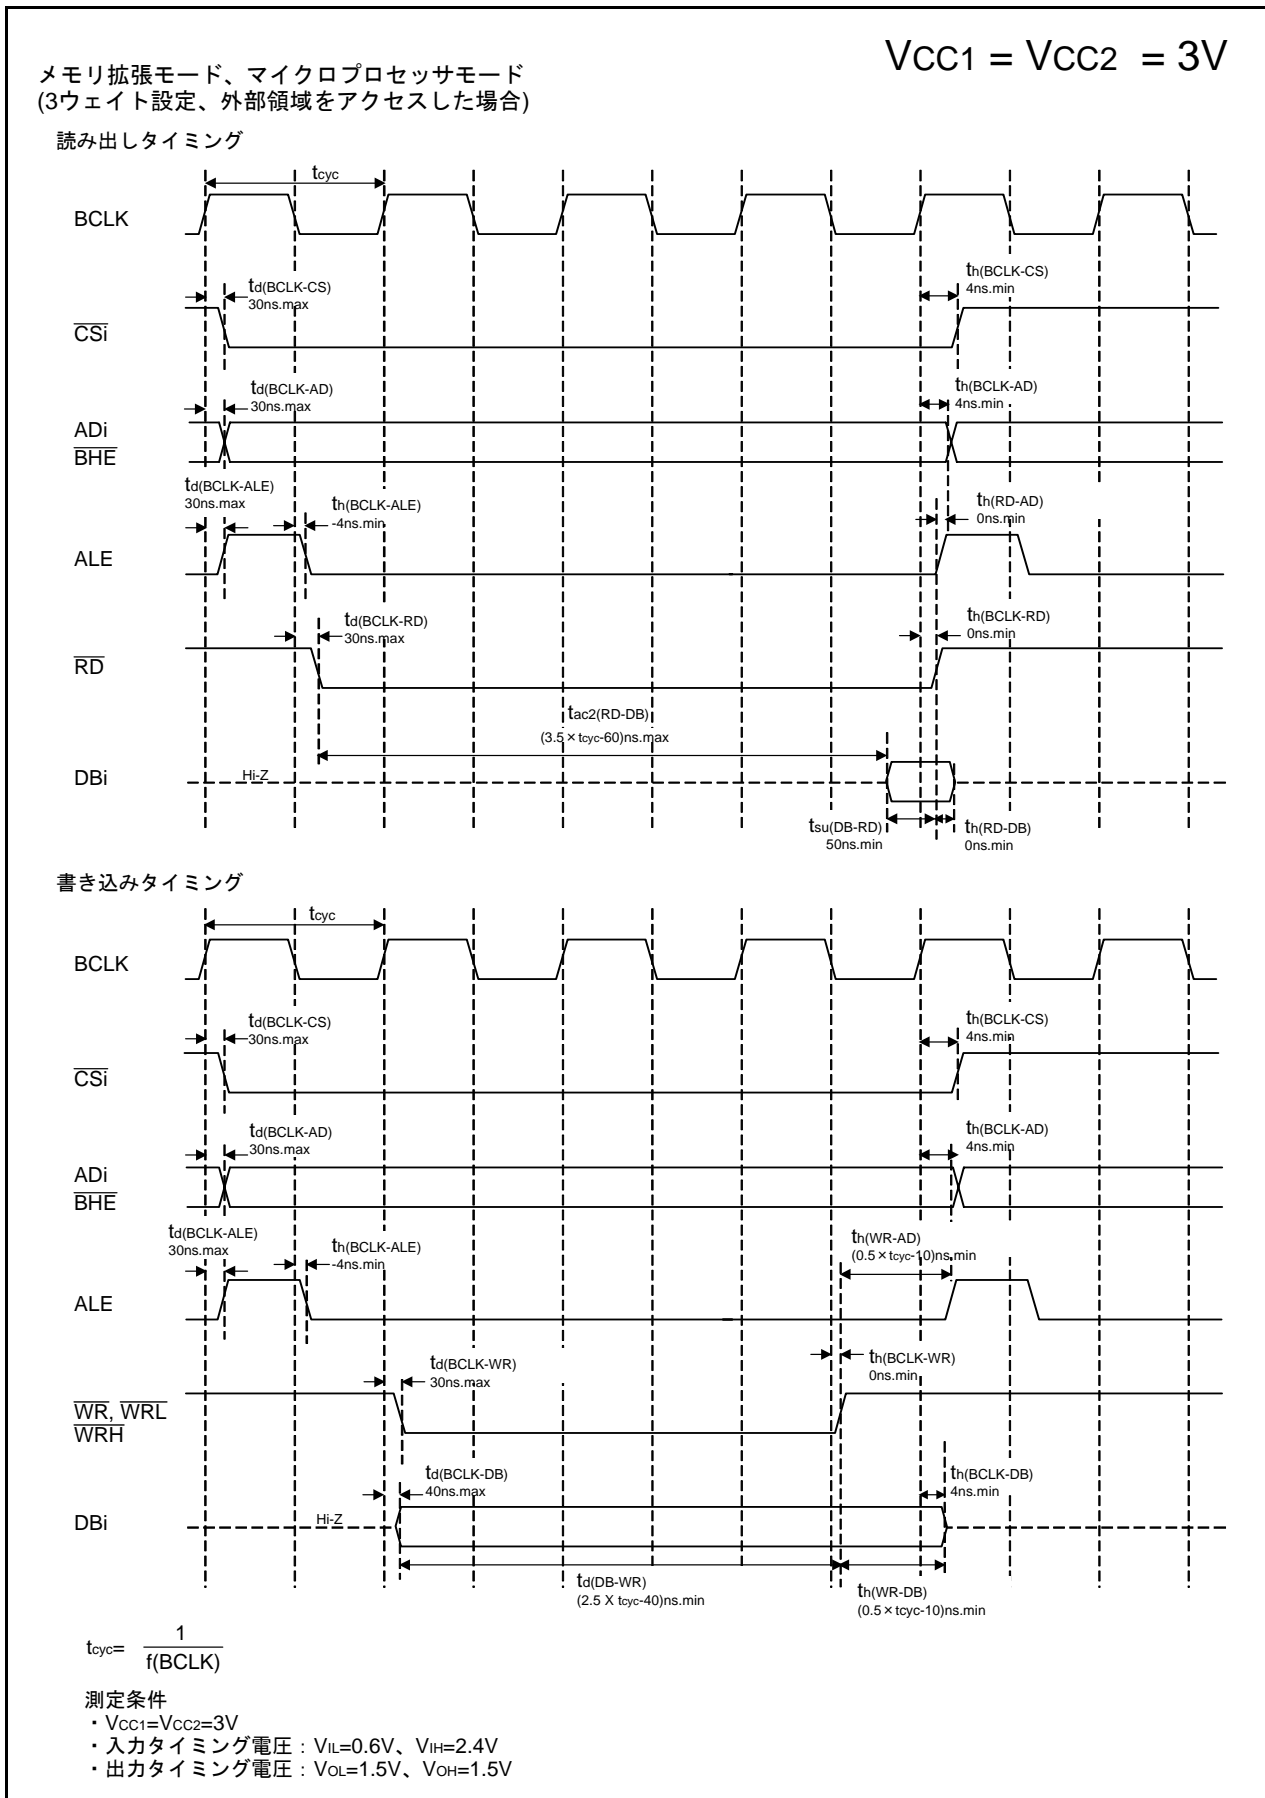 VCC1 = VCC2 = 3V
メモリ拡張モード、マイクロプロセッサモード
(3ウェイト設定、外部領域をアクセスした場合)
読み出しタイミング
tcyc
BCLK
td(BCLK-CS)
30ns.max
th(BCLK-CS)
4ns.min
CSi
td(BCLK-AD)
30ns.max
th(BCLK-AD)
4ns.min
ADi
BHE
td(BCLK-ALE)
30ns.max
th(BCLK-ALE)
-4ns.min
th(RD-AD)
0ns.min
ALE
td(BCLK-RD)
30ns.max
th(BCLK-RD)
0ns.min
RD
tac2(RD-DB)
(3.5×tcyc-60)ns.max
DBi
Hi-Z
tsu(DB-RD)
50ns.min
th(RD-DB)
0ns.min
書き込みタイミング
tcyc
BCLK
td(BCLK-CS)
30ns.max
th(BCLK-CS)
4ns.min
CSi
td(BCLK-AD)
30ns.max
th(BCLK-AD)
4ns.min
ADi
BHE
td(BCLK-ALE)
30ns.max
th(BCLK-ALE)
-4ns.min
th(WR-AD)
(0.5×tcyc-10)ns.min
ALE
td(BCLK-WR)
30ns.max
th(BCLK-WR)
0ns.min
WR, WRL
WRH
td(BCLK-DB)
40ns.max
th(BCLK-DB)
4ns.min
DBi
Hi-Z
td(DB-WR)
(2.5 X tcyc-40)ns.min
th(WR-DB)
(0.5×tcyc-10)ns.min
tcyc= 1
f(BCLK)
測定条件
・VCC1=VCC2=3V
・入力タイミング電圧：VIL=0.6V、VIH=2.4V
・出力タイミング電圧：VOL=1.5V、VOH=1.5V